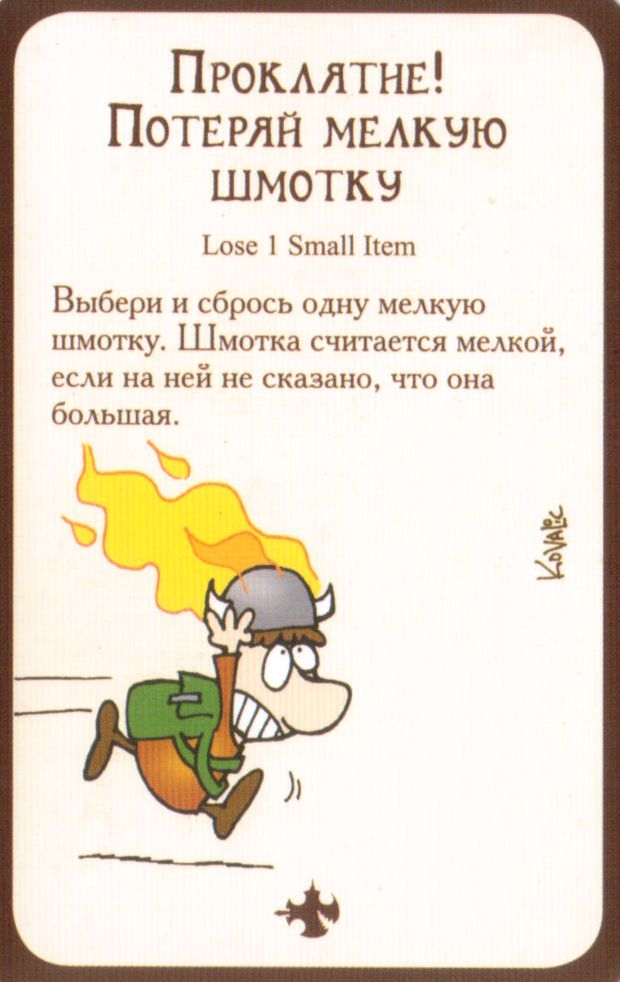 Проклятие!
Потеряй мелкую
шмотку
Lose 1 Small Item
Выбери и сбрось одну мелкую
шмотку. Шмотка считается мелкой,
если на ней не сказано, что она
большая.
Kovalic